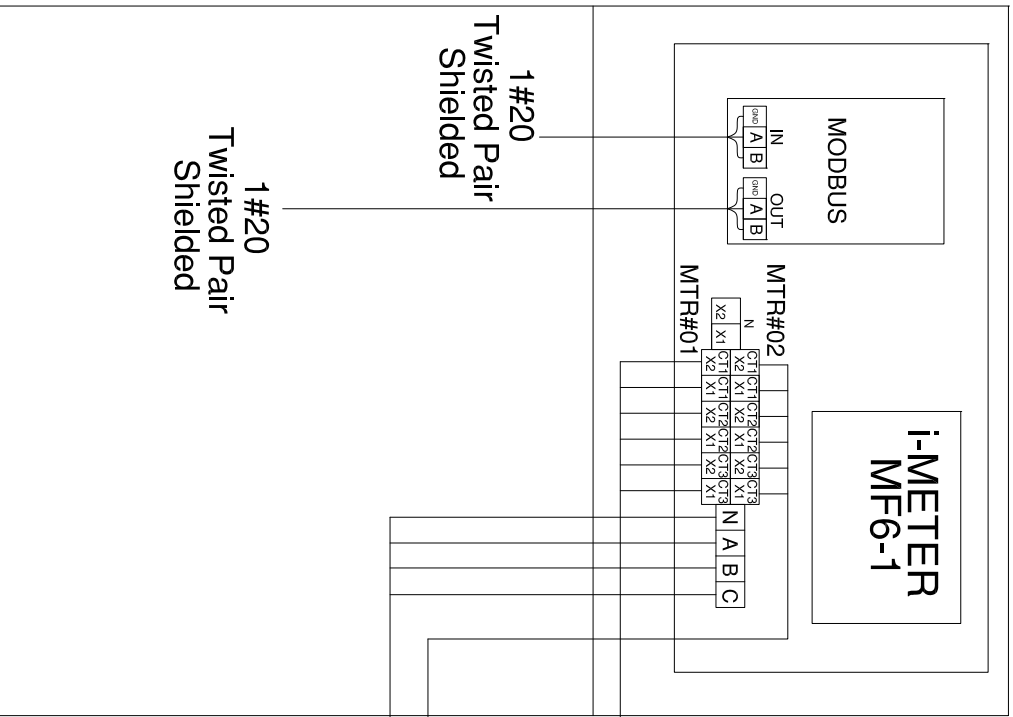 i-METER
MF6-1
MODBUS
IN
GND A B
OUT
GND A B
MTR#02
CT1 CT1 CT2 CT2 CT3 CT3
X2 X1 X2 X1 X2 X1
N
X2 X1
CT1 CT1 CT2 CT2 CT3 CT3
X2 X1 X2 X1 X2 X1
N A B C
MTR#01
1#20
Twisted Pair
Shielded
1#20
Twisted Pair
Shielded